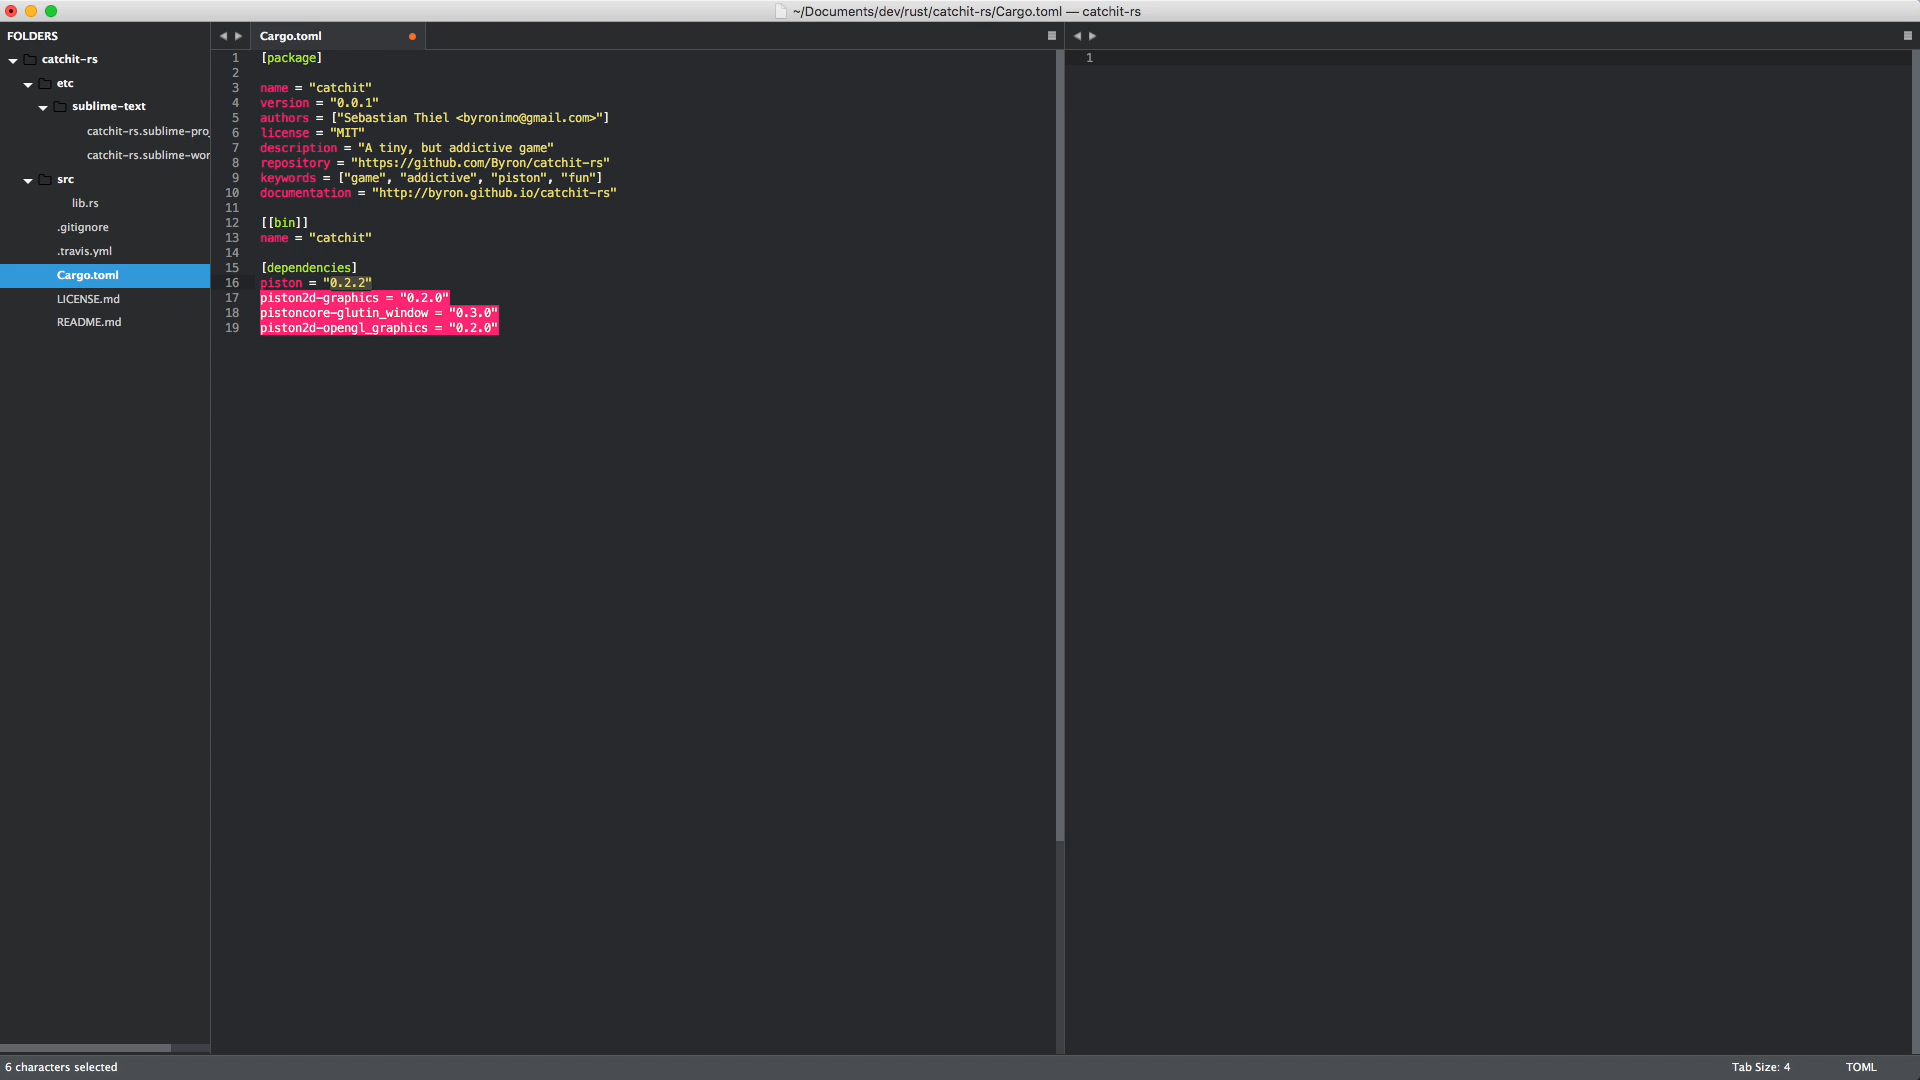 ~/Documents/dev/rust/catchit-rs/Cargo.toml — catchit-rs
FOLDERS
catchit-rs
etc
sublime-text
catchit-rs.sublime-pro
catchit-rs.sublime-wor
src
lib.rs
.gitignore
.travis.yml
Cargo.toml
LICENSE.md
README.md
Cargo.toml
1 [package]
2
3 name = "catchit"
4 version = "0.0.1"
5 authors = ["Sebastian Thiel <byronimo@gmail.com>"]
6 license = "MIT"
7 description = "A tiny, but addictive game"
8 repository = "https://github.com/Byron/catchit-rs"
9 keywords = ["game", "addictive", "piston", "fun"]
10 documentation = "http://byron.github.io/catchit-rs"
11
12 [[bin]]
13 name = "catchit"
14
15 [dependencies]
16 piston = "0.2.2"
17 piston2d-graphics = "0.2.0"
18 pistoncore-glutin_window = "0.3.0"
19 piston2d-opengl_graphics = "0.2.0"
1
6 characters selected
Tab Size: 4
TOML